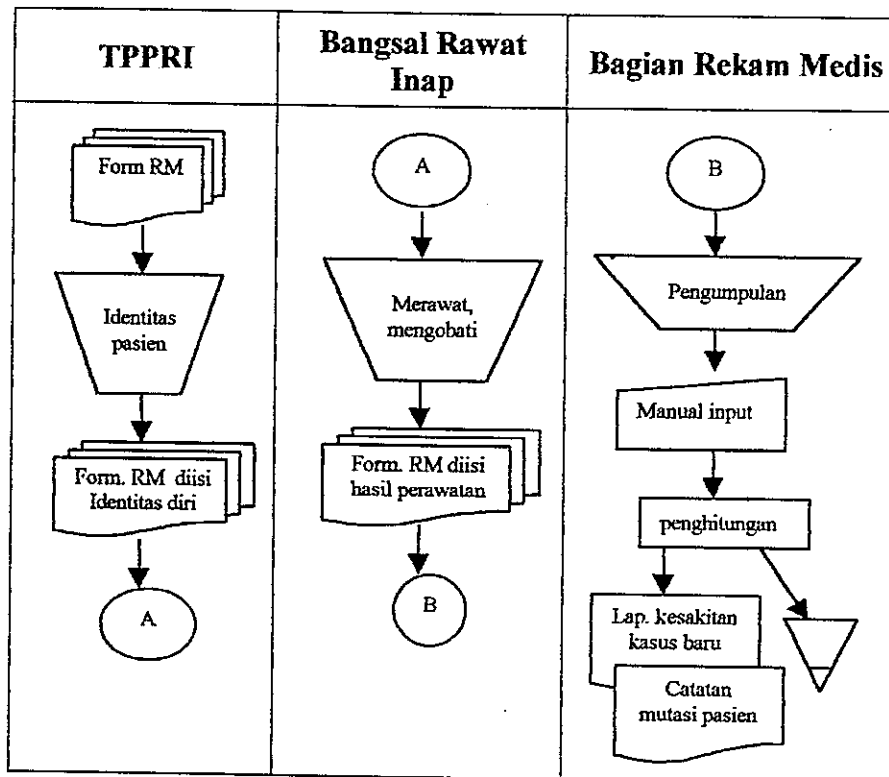 TPPRI
Bangsal Rawat
Inap
Bagian Rekam Medis
Form RM
Identitas
pasien
Form. RM diisi
Identitas diri
A
A
Merawat,
mengobati
Form. RM diisi
hasil perawatan
B
B
Pengumpulan
Manual input
penghitungan
Lap. kesakitan
kasus baru
Catatan
mutasi pasien